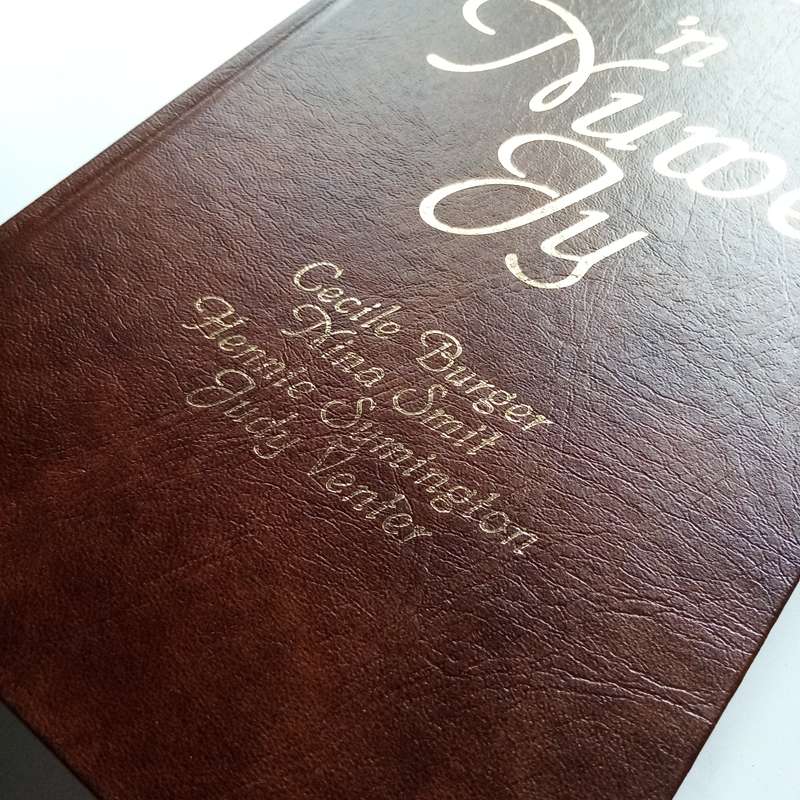 'n
Nuwe
Jy
Cecile Burger
Nina Smit
Hennie Symington
Judy Venter